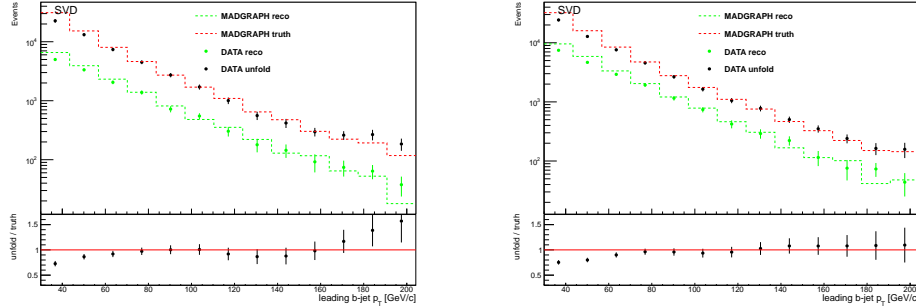 Events
SVD
MADGRAPH reco
MADGRAPH truth
DATA reco
DATA unfold
10⁴
10³
10²
unfold / truth
1.5
1
0.5
40 60 80 100 120 140 160 180 200
leading b-jet p_T [GeV/c]
Events
SVD
MADGRAPH reco
MADGRAPH truth
DATA reco
DATA unfold
10⁴
10³
10²
unfold / truth
1.5
1
0.5
40 60 80 100 120 140 160 180 200
leading b-jet p_T [GeV/c]